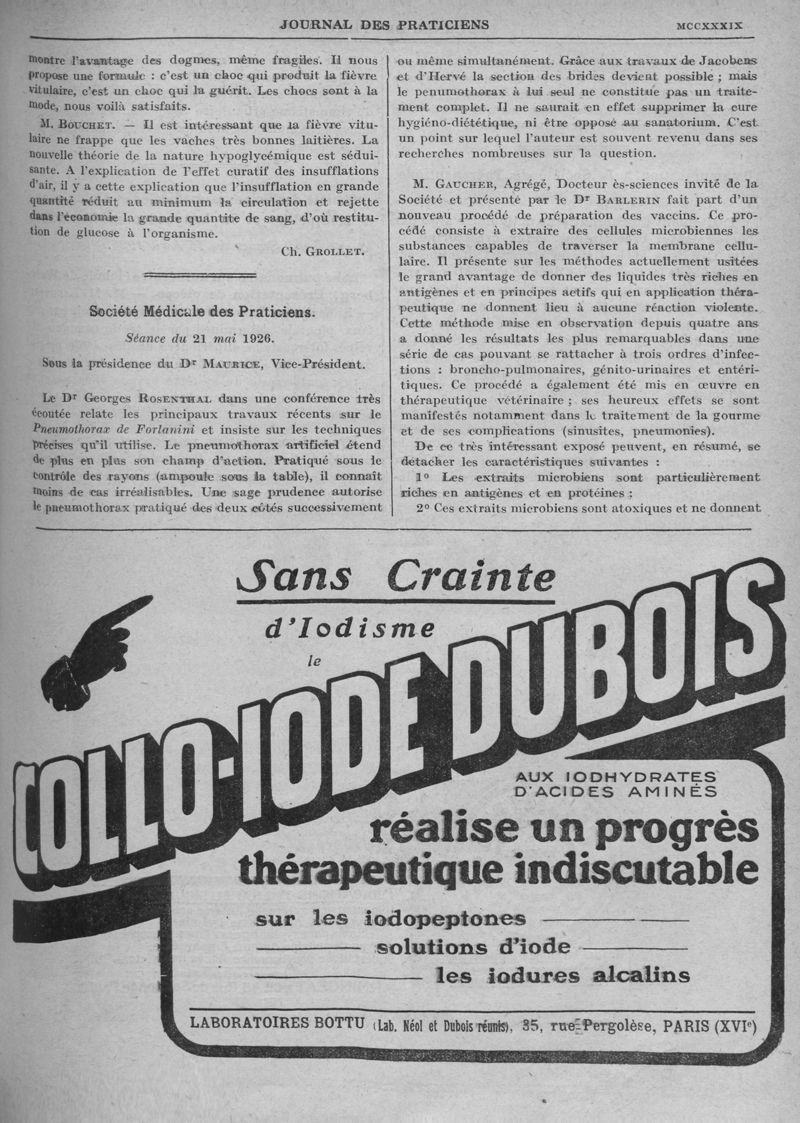 JOURNAL DES PRATICIENS
MCCXXXIX
montre l'avantage des dogmes, même fragiles. Il nous
propose une formule : c'est un choc qui produit la fièvre
vitulaire, c'est un choc qui la guérit. Les chocs sont à la
mode, nous voilà satisfaits.
M. BOUCHET. — Il est intéressant que la fièvre vitu-
laire ne frappe que les vaches très bonnes laitières. La
nouvelle théorie de la nature hypoglycémique est sédui-
sante. A l'explication de l'effet curatif des insufflations
d'air, il y a cette explication que l'insufflation en grande
quantité réduit au minimum la circulation et rejette
dans l'économie la grande quantite de sang, d'où restitu-
tion de glucose à l'organisme.
Ch. GROLLET.
Société Médicale des Praticiens.
Séance du 21 mai 1926.
Sous la présidence du Dr MAURICE, Vice-Président.
Le Dr Georges ROSENTHAL dans une conférence très
écoutée relate les principaux travaux récents sur le
Pneumothorax de Forlanini et insiste sur les techniques
précises qu'il utilise. Le pneumothorax artificiel étend
de plus en plus son champ d'action. Pratiqué sous le
contrôle des rayons (ampoule sous la table), il connaît
moins de cas irréalisables. Une sage prudence autorise
le pneumothorax pratiqué des deux côtés successivement
ou même simultanément. Grâce aux travaux de Jacobens
et d'Hervé la section des brides devient possible ; mais
le penumothorax à lui seul ne constitue pas un traite-
ment complet. Il ne saurait en effet supprimer la cure
hygiéno-diététique, ni être opposé au sanatorium. C'est
un point sur lequel l'auteur est souvent revenu dans ses
recherches nombreuses sur la question.
M. GAUCHER, Agrégé, Docteur ès-sciences invité de la
Société et présenté par le Dr BARLERIN fait part d'un
nouveau procédé de préparation des vaccins. Ce pro-
cédé consiste à extraire des cellules microbiennes les
substances capables de traverser la membrane cellu-
laire. Il présente sur les méthodes actuellement usitées
le grand avantage de donner des liquides très riches en
antigènes et en principes actifs qui en application théra-
peutique ne donnent lieu à aucune réaction violente.
Cette méthode mise en observation depuis quatre ans
a donné les résultats les plus remarquables dans une
série de cas pouvant se rattacher à trois ordres d'infec-
tions : broncho-pulmonaires, génito-urinaires et entéri-
tiques. Ce procédé a également été mis en œuvre en
thérapeutique vétérinaire ; ses heureux effets se sont
manifestés notamment dans le traitement de la gourme
et de ses complications (sinusites, pneumonies).
De ce très intéressant exposé peuvent, en résumé, se
détacher les caractéristiques suivantes :
1º Les extraits microbiens sont particulièrement
riches en antigènes et en protéines ;
2º Ces extraits microbiens sont atoxiques et ne donnent
Sans Crainte
d'Iodisme
le
COLLO-IODE DUBOIS
AUX IODHYDRATES
D'ACIDES AMINÉS
réalise un progrès
thérapeutique indiscutable
sur les iodopeptones
solutions d'iode
les iodures alcalins
LABORATOIRES BOTTU (Lab. Néol et Dubois réunis), 35, rue Pergolèse, PARIS (XVIe)